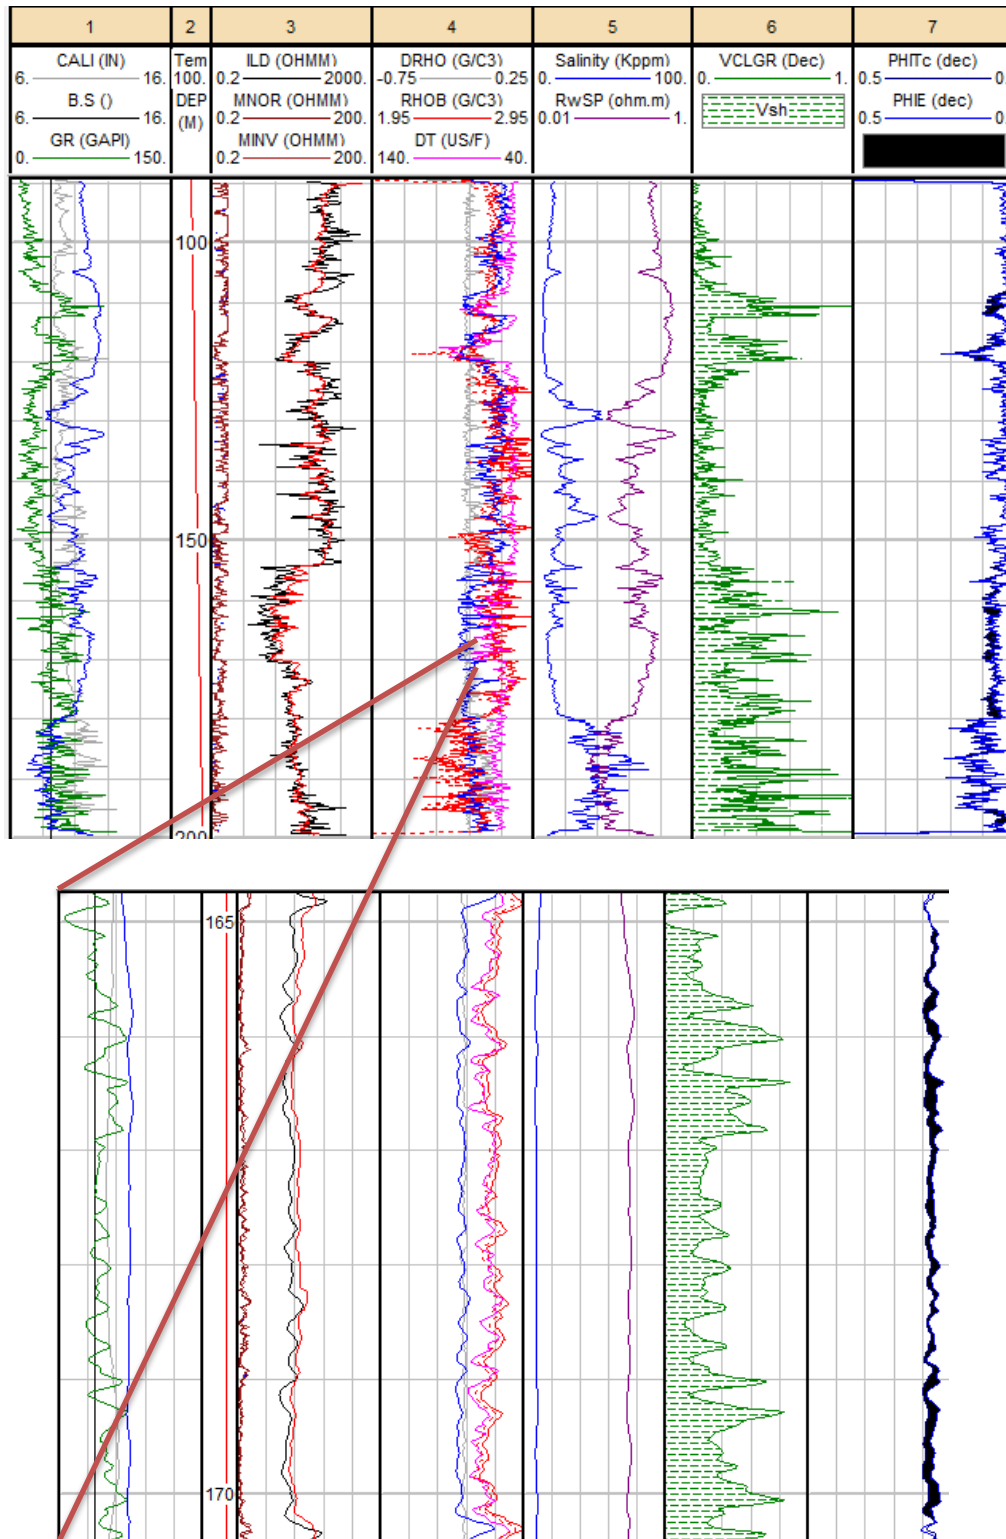 1 2 3 4 5 6 7
CALI (IN) Tem ILD (OHMM) DRHO (G/C3) Salinity (Kppm) VCLGR (Dec) PHITc (dec)
6. 16. 100. 0.2 2000. -0.75 0.25 0. 100. 0. 1. 0.5 0.
B.S () DEP MNOR (OHMM) RHOB (G/C3) RwSP (ohm.m) Vsh PHIE (dec)
6. 16. (M) 0.2 200. 1.95 2.95 0.01 1. 0.5 0.
GR (GAPI) MINV (OHMM) DT (US/F)
0. 150. 0.2 200. 140. 40.
100
150
200
165
170